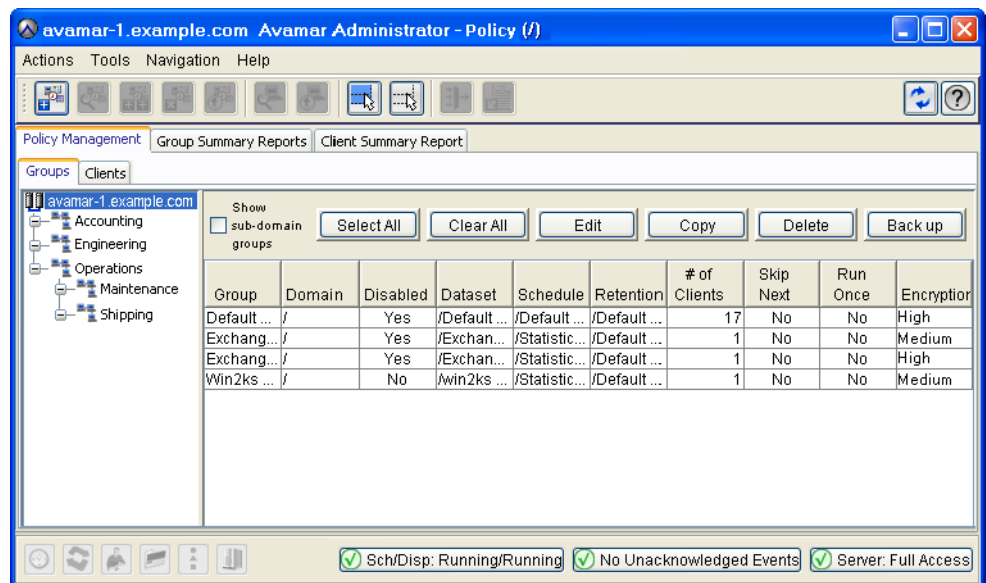 avamar-1.example.com Avamar Administrator - Policy (/)
Actions Tools Navigation Help
Policy Management Group Summary Reports Client Summary Report
Groups Clients
avamar-1.example.com
Accounting
Engineering
Operations
Maintenance
Shipping
Show
sub-domain
groups
Select All Clear All Edit Copy Delete Back up
Group Domain Disabled Dataset Schedule Retention # of Clients Skip Next Run Once Encryption
Default ... / Yes /Default ... /Default ... /Default ... 17 No No High
Exchang... / Yes /Exchan... /Statistic... /Default ... 1 No No Medium
Exchang... / Yes /Exchan... /Statistic... /Default ... 1 No No High
Win2ks ... / No /win2ks ... /Statistic... /Default ... 1 No No Medium
Sch/Disp: Running/Running No Unacknowledged Events Server: Full Access